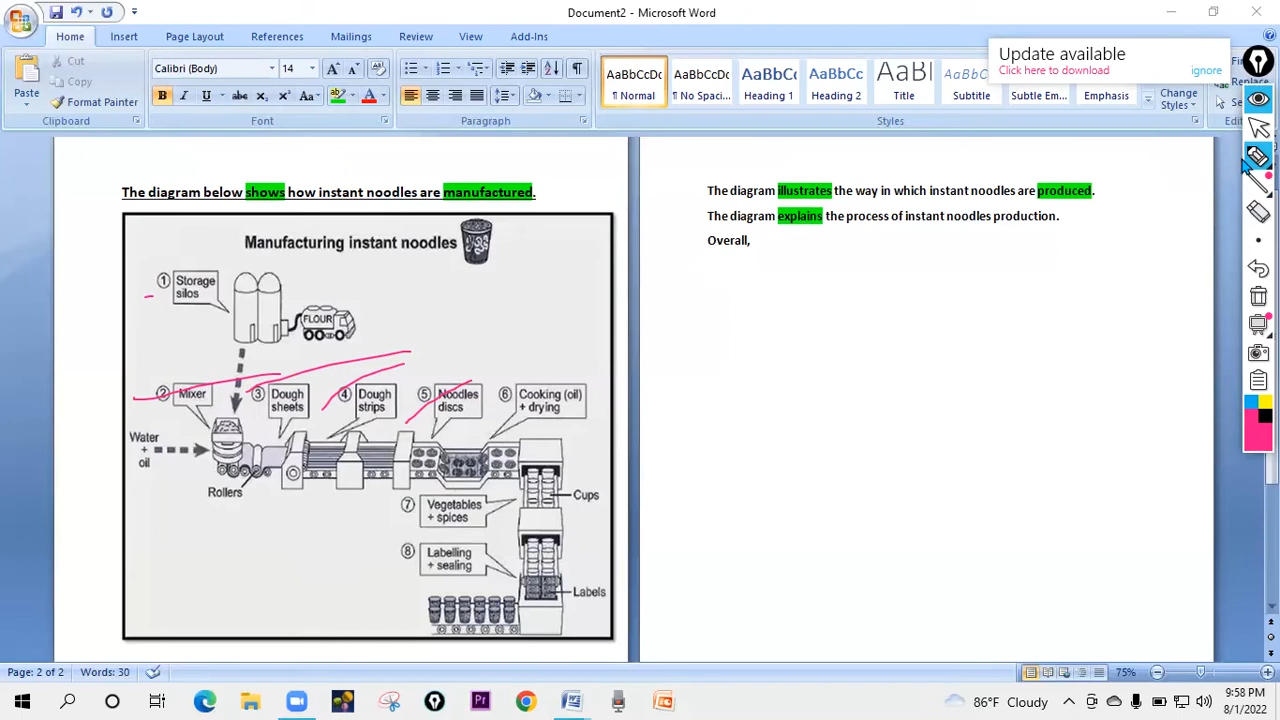 Document2 - Microsoft Word
Home Insert Page Layout References Mailings Review View Add-Ins
Update available
Click here to download ignore
Paste
Cut
Copy
Format Painter
Clipboard
Calibri (Body) 14
Font
Paragraph
AaBbCcDc AaBbCcDc AaBbCc AaBbCc AaBl AaBbCc
¶ Normal ¶ No Spaci... Heading 1 Heading 2 Title Subtitle Subtle Em... Emphasis
Change
Styles
Styles
The diagram below shows how instant noodles are manufactured.
Manufacturing instant noodles
1 Storage
silos
FLOUR
2 Mixer
3 Dough
sheets
4 Dough
strips
5 Noodles
discs
6 Cooking (oil)
+ drying
Water
+
oil
Rollers
7 Vegetables
+ spices
Cups
8 Labelling
+ sealing
Labels
The diagram illustrates the way in which instant noodles are produced.
The diagram explains the process of instant noodles production.
Overall,
Page: 2 of 2 Words: 30 75%
86°F Cloudy
9:58 PM
8/1/2022